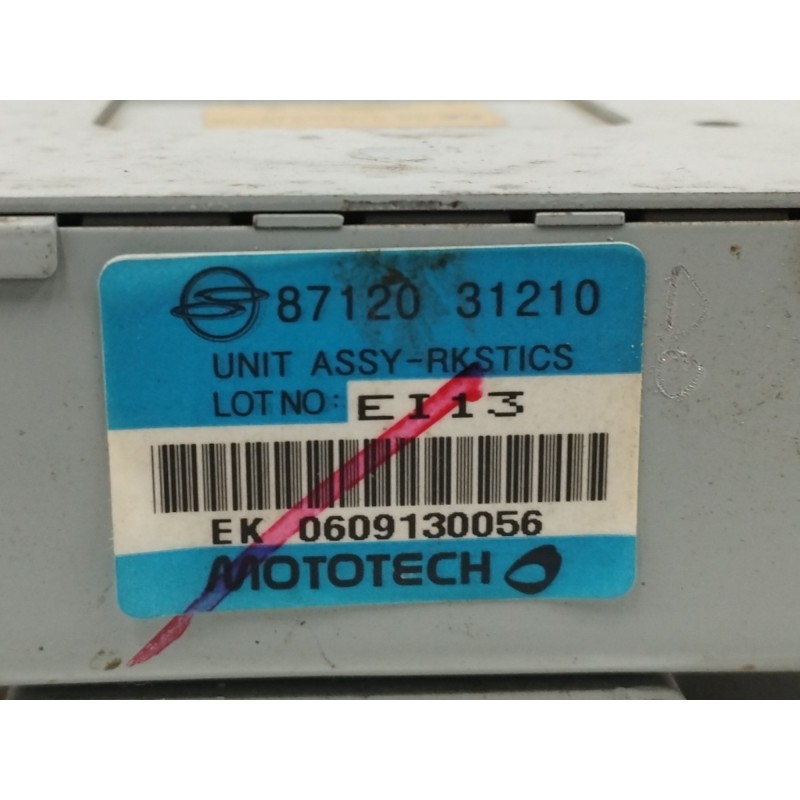 87120 31210
UNIT ASSY-RKSTICS
LOT NO: EI13
EK 0609130056
MOTOTECH